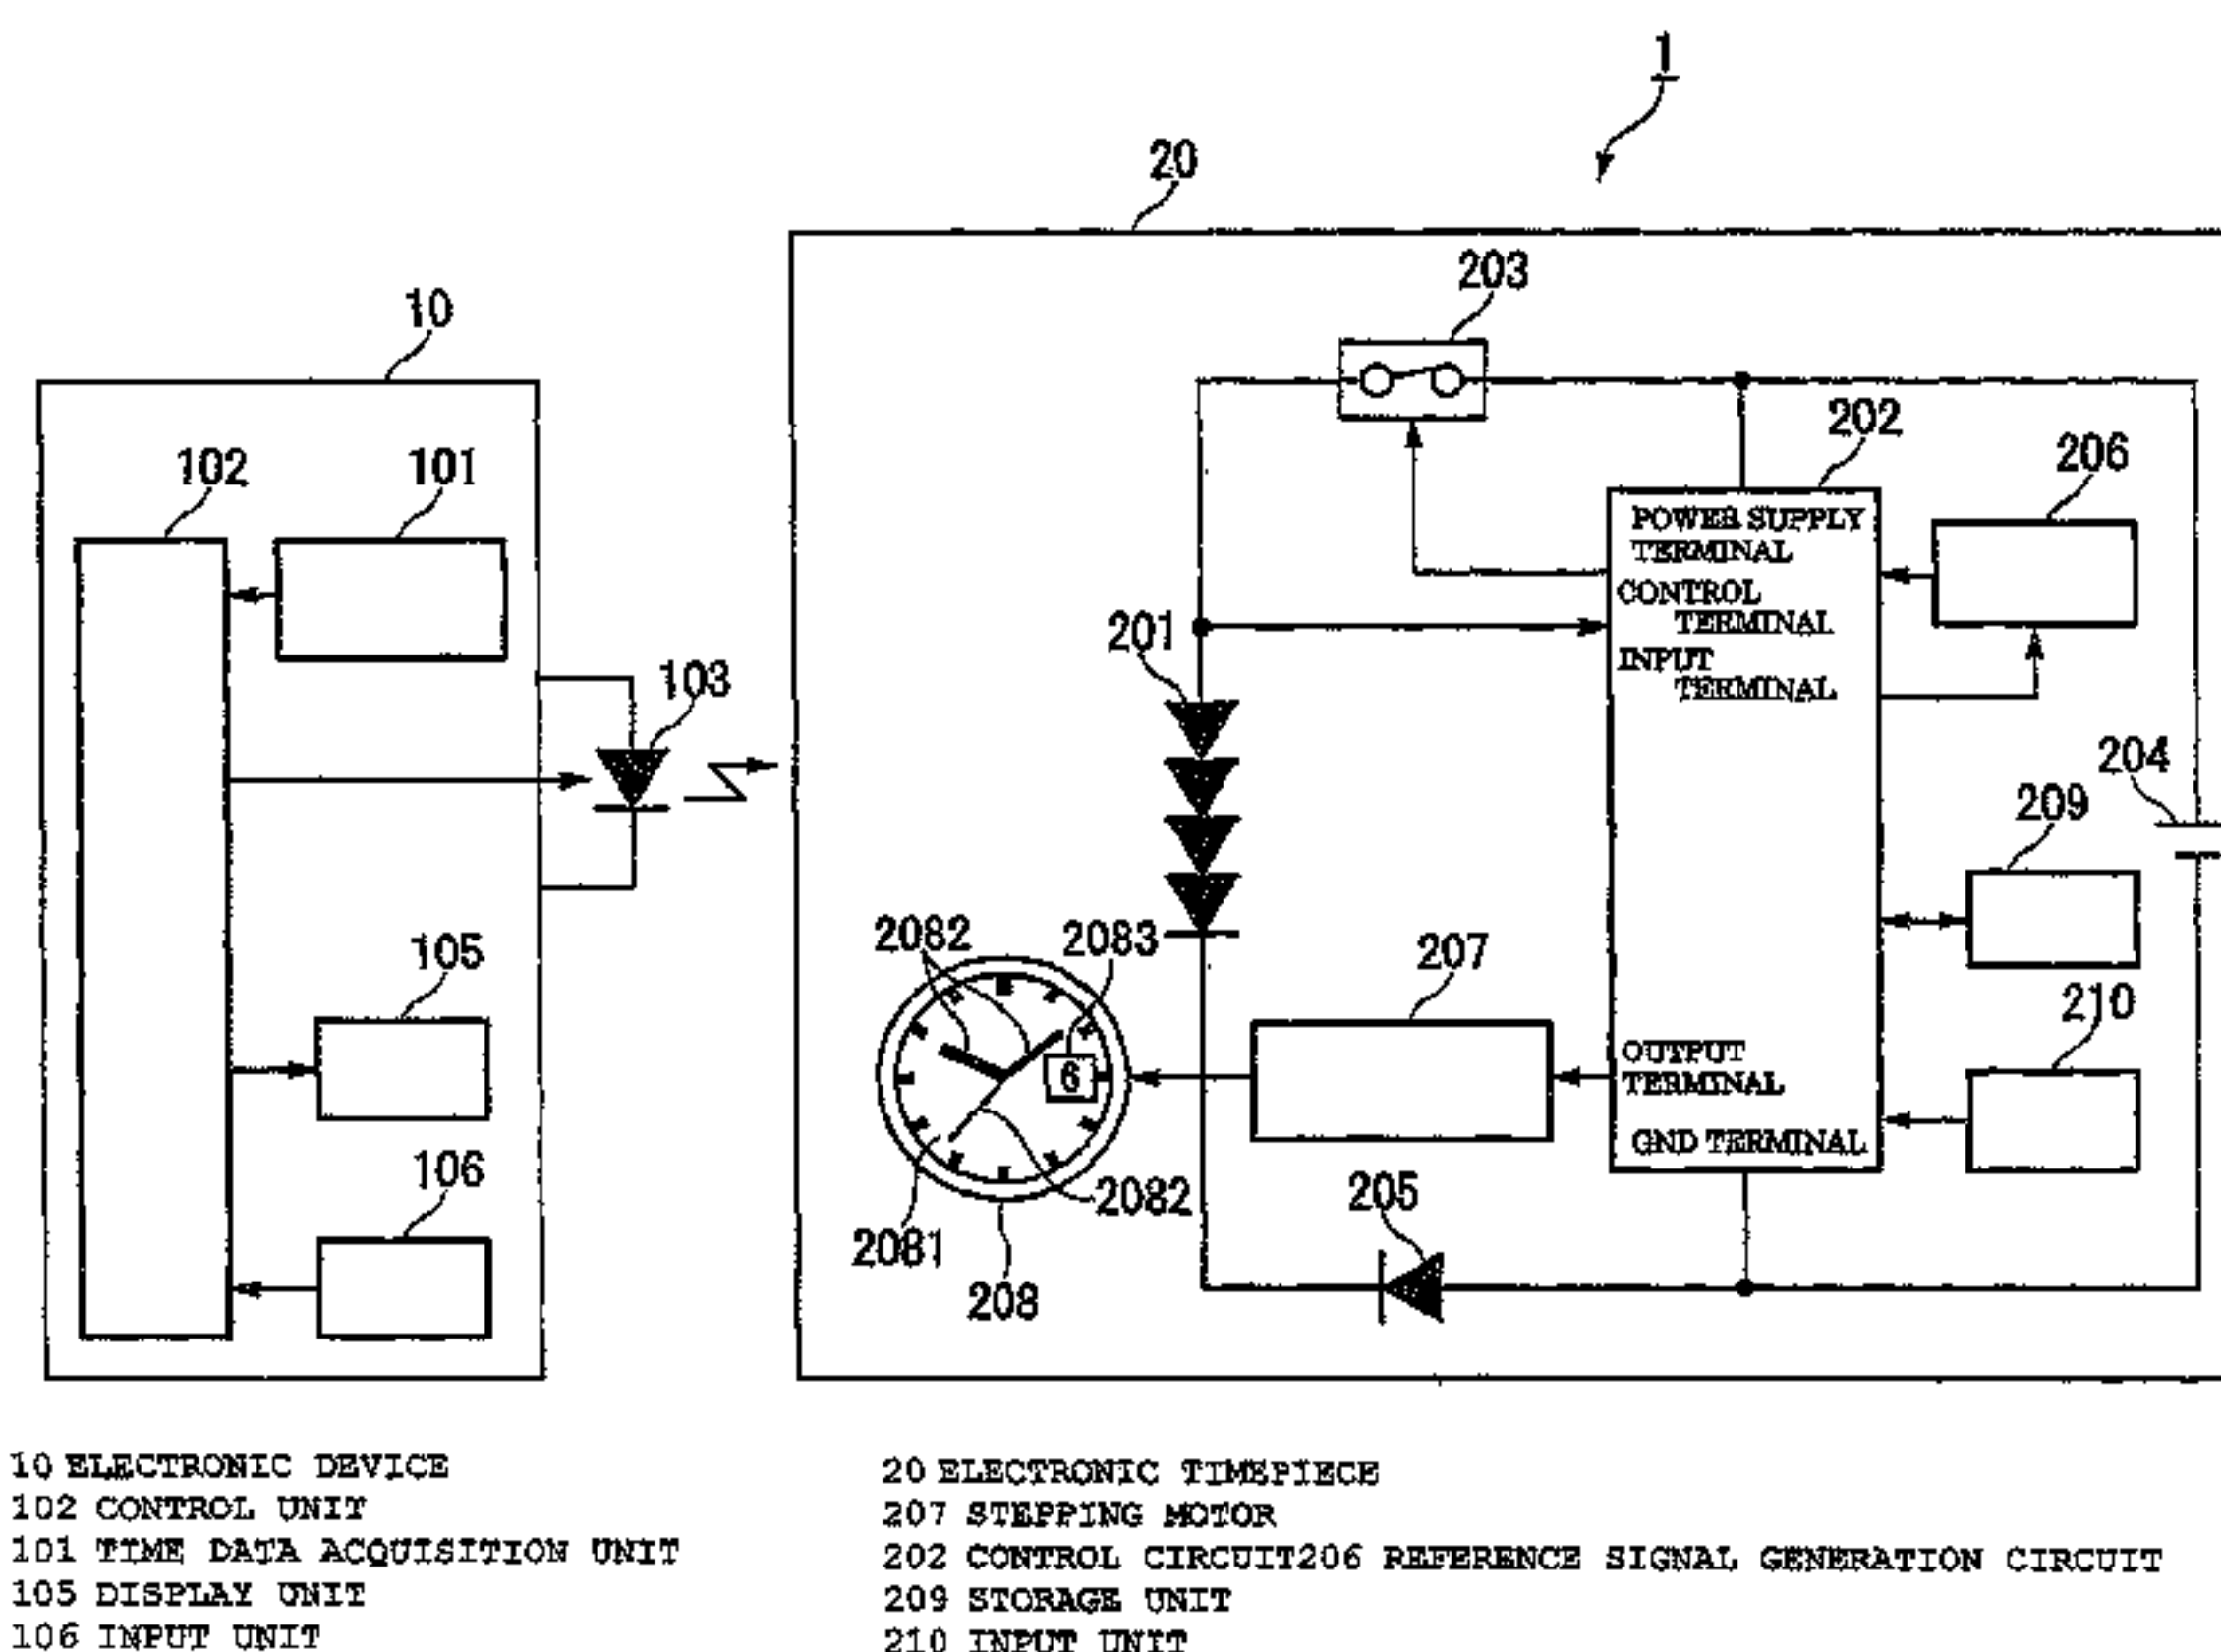 1
20
203
10
202
206
102
101
POWER SUPPLY
TERMINAL
CONTROL
TERMINAL
201
INPUT
TERMINAL
103
204
209
105
2082
2083
207
210
6
OUTPUT
TERMINAL
GND TERMINAL
106
2081
2082
205
208
10 ELECTRONIC DEVICE
102 CONTROL UNIT
101 TIME DATA ACQUISITION UNIT
105 DISPLAY UNIT
106 INPUT UNIT
20 ELECTRONIC TIMEPIECE
207 STEPPING MOTOR
202 CONTROL CIRCUIT206 REFERENCE SIGNAL GENERATION CIRCUIT
209 STORAGE UNIT
210 INPUT UNIT